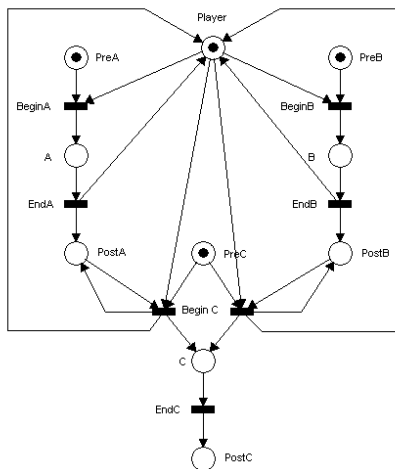 Player
PreA
PreB
BeginA
BeginB
A
B
EndA
EndB
PostA
PreC
PostB
Begin C
C
EndC
PostC